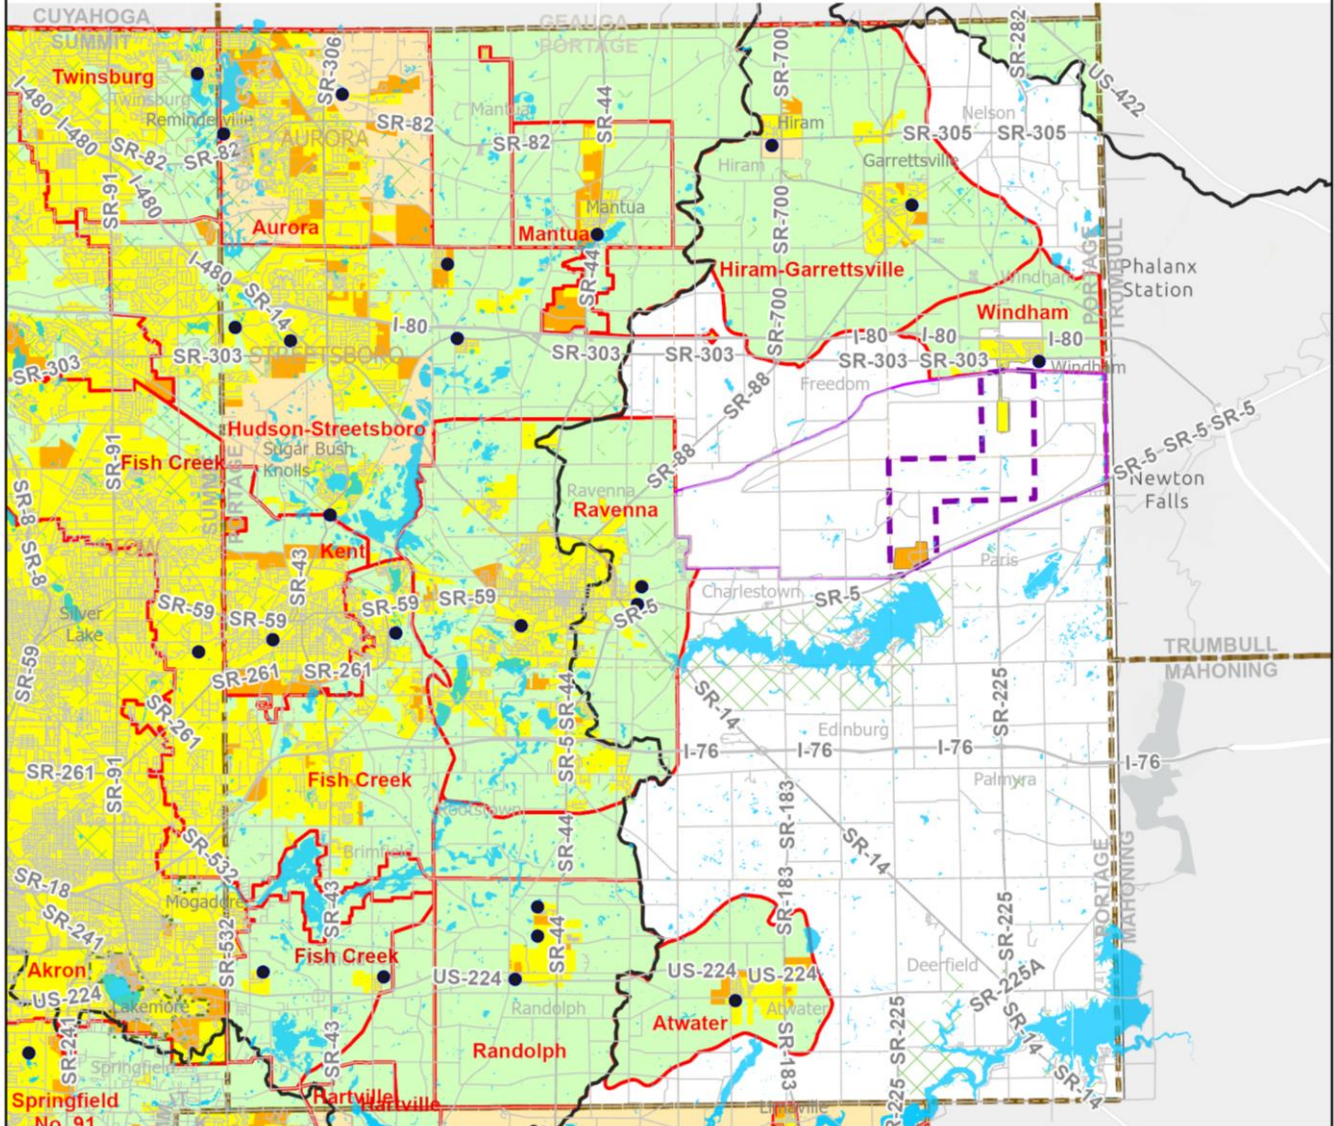 CUYAHOGA
SUMMIT
GEAUGA
PORTAGE
SR-282
US-422
SR-306
SR-700
Twinsburg
Twinsburg
I-480
Reminderville
I-480
SR-82
SR-82
I-480
SR-91
AURORA
SR-82
Mantua
SR-82
SR-44
Hiram
Hiram
SR-305
Nelson
SR-305
Garrettsville
Aurora
Mantua
Mantua
SR-700
Hiram-Garrettsville
PORTAGE
TRUMBULL
Phalanx
Station
I-480
SR-14
SR-44
SR-700
Windham
Windham
I-80
SR-303
STREETSBORO
SR-303
SR-303
I-80
I-80
I-80
SR-303
SR-303
Windham
SR-303
Freedom
SR-88
Hudson-Streetsboro
Sugar Bush
Knolls
SR-91
Fish Creek
SUMMIT
PORTAGE
SR-88
SR-5
SR-5
SR-5
Newton
Falls
SR-8
Ravenna
Ravenna
STOW
Kent
SR-8
SR-43
Paris
SR-59
SR-59
SR-59
SR-59
Charlestown
SR-5
SR-5
Silver
Lake
SR-59
SR-261
SR-261
SR-261
SR-44
SR-5
SR-14
SR-225
TRUMBULL
MAHONING
Edinburg
I-76
I-76
I-76
I-76
SR-261
SR-91
Fish Creek
Palmyra
Rootstown
SR-183
SR-44
SR-532
Brimfield
SR-14
PORTAGE
MAHONING
SR-18
Mogadore
SR-43
SR-183
SR-225
SR-241
SR-532
Fish Creek
SR-44
Akron
US-224
US-224
US-224
US-224
Deerfield
SR-225A
Lakemore
Randolph
Atwater
Atwater
SR-225
SR-14
SR-241
SR-43
Springfield
Randolph
SR-183
SR-14
Springfield
No. 91
Hartville
Hartville
Limaville
SR-225